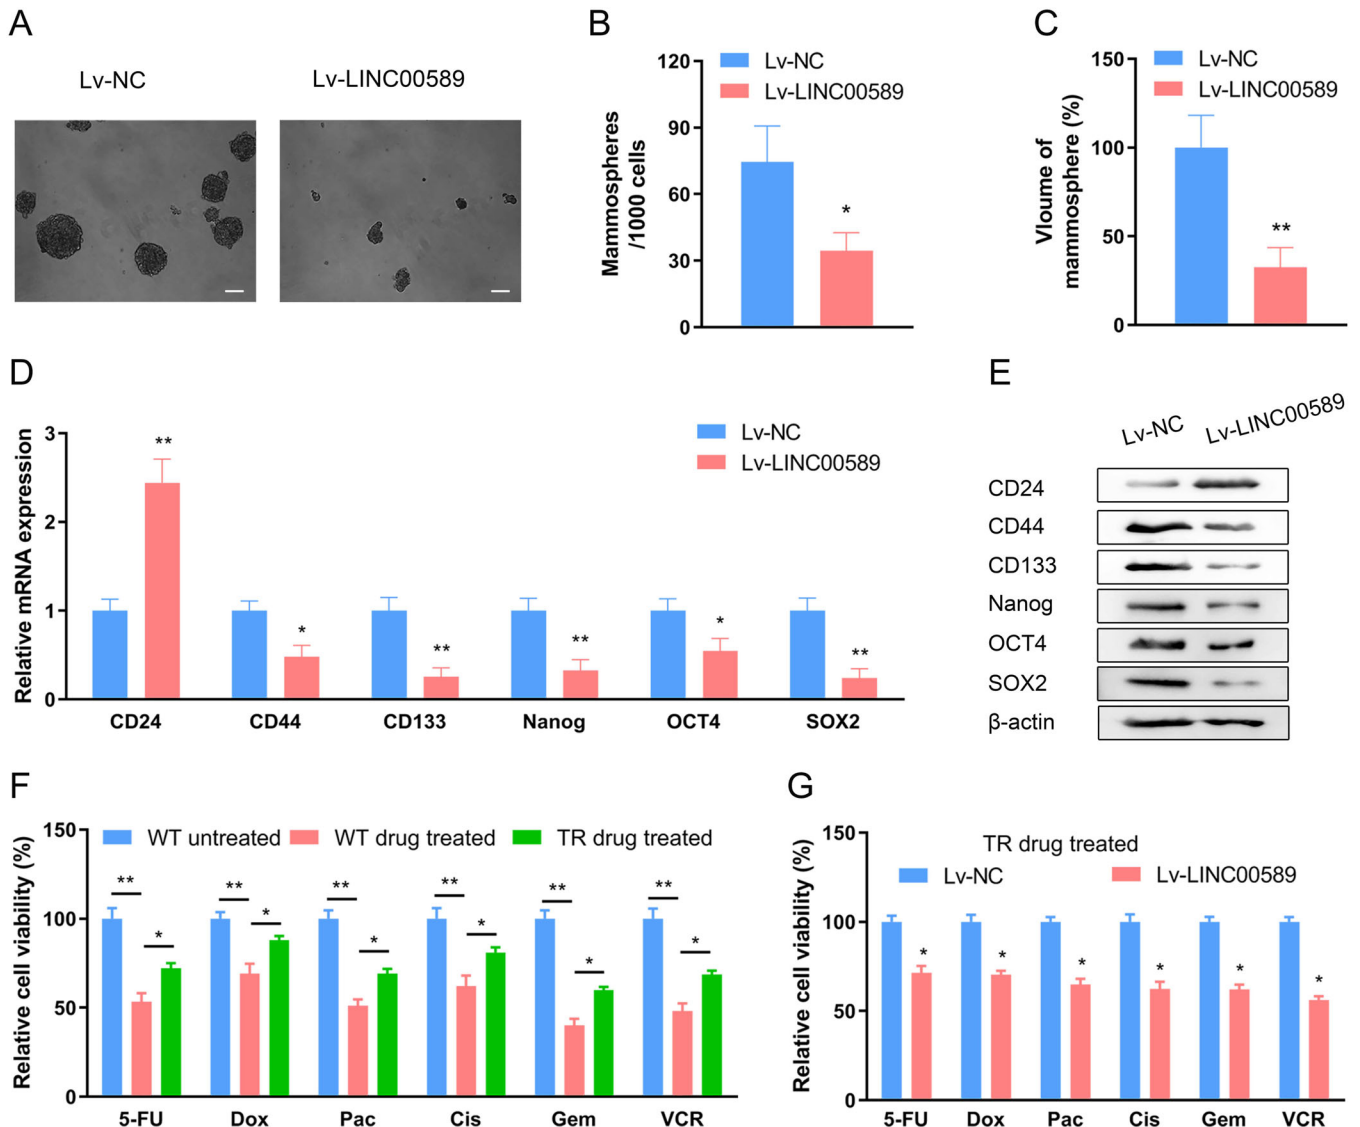 A
Lv-NC
Lv-LINC00589
B
Mammospheres
/1000 cells
120
90
60
30
0
Lv-NC
Lv-LINC00589
*
C
Vloume of
mammosphere (%)
150
100
50
0
Lv-NC
Lv-LINC00589
**
D
Relative mRNA expression
3
2
1
0
Lv-NC
Lv-LINC00589
**
*
**
**
*
**
CD24
CD44
CD133
Nanog
OCT4
SOX2
E
Lv-NC
Lv-LINC00589
CD24
CD44
CD133
Nanog
OCT4
SOX2
β-actin
F
Relative cell viability (%)
150
100
50
0
WT untreated
WT drug treated
TR drug treated
**
*
**
*
**
*
**
*
**
*
**
*
5-FU
Dox
Pac
Cis
Gem
VCR
G
Relative cell viability (%)
150
100
50
0
TR drug treated
Lv-NC
Lv-LINC00589
*
*
*
*
*
*
5-FU
Dox
Pac
Cis
Gem
VCR